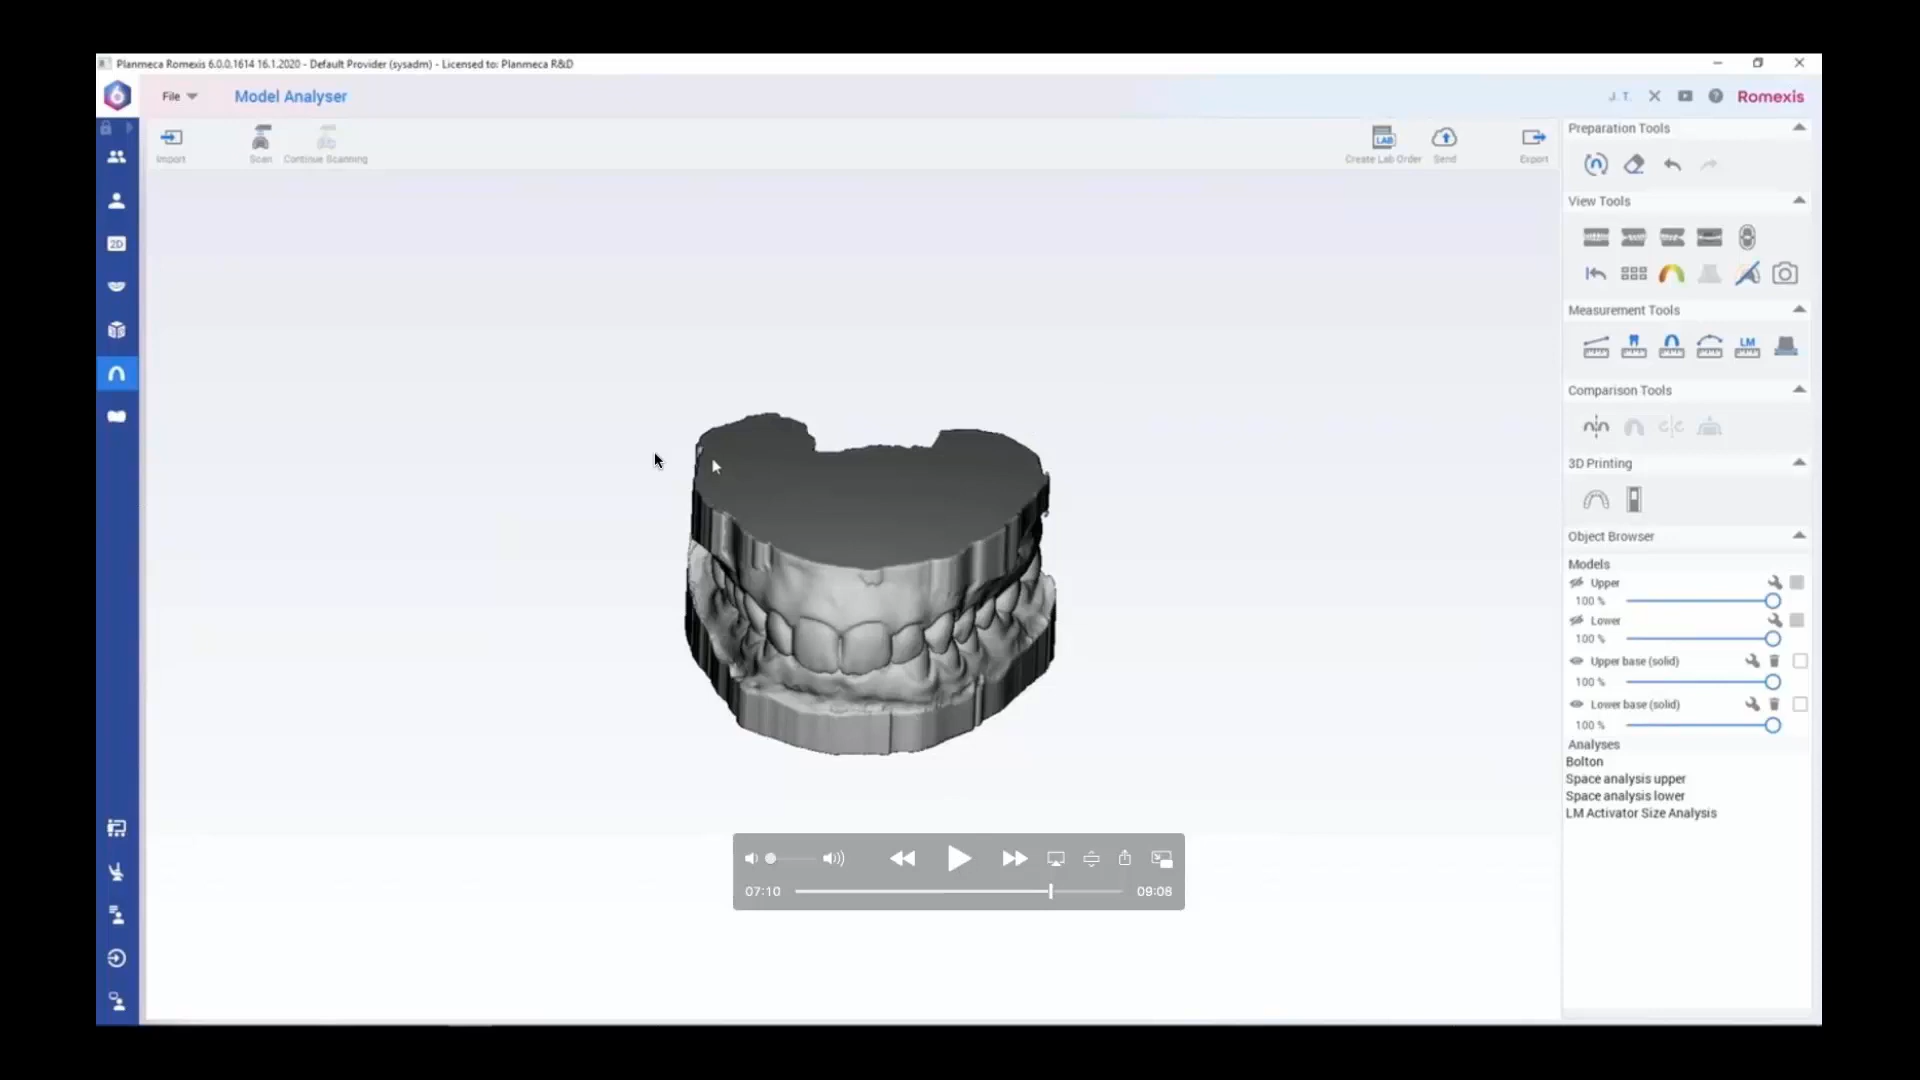 Planmeca Romexis 6.0.0.1614 16.1.2020 - Default Provider (sysadm) - Licensed to: Planmeca R&D
File Model Analyser J. T. Romexis
Import Scan Continue Scanning Create Lab Order LAB Send Export
2D
Preparation Tools
View Tools
Measurement Tools
LM
Comparison Tools
3D Printing
Object Browser
Models
Upper
100 %
Lower
100 %
Upper base (solid)
100 %
Lower base (solid)
100 %
Analyses
Bolton
Space analysis upper
Space analysis lower
LM Activator Size Analysis
07:10 09:08